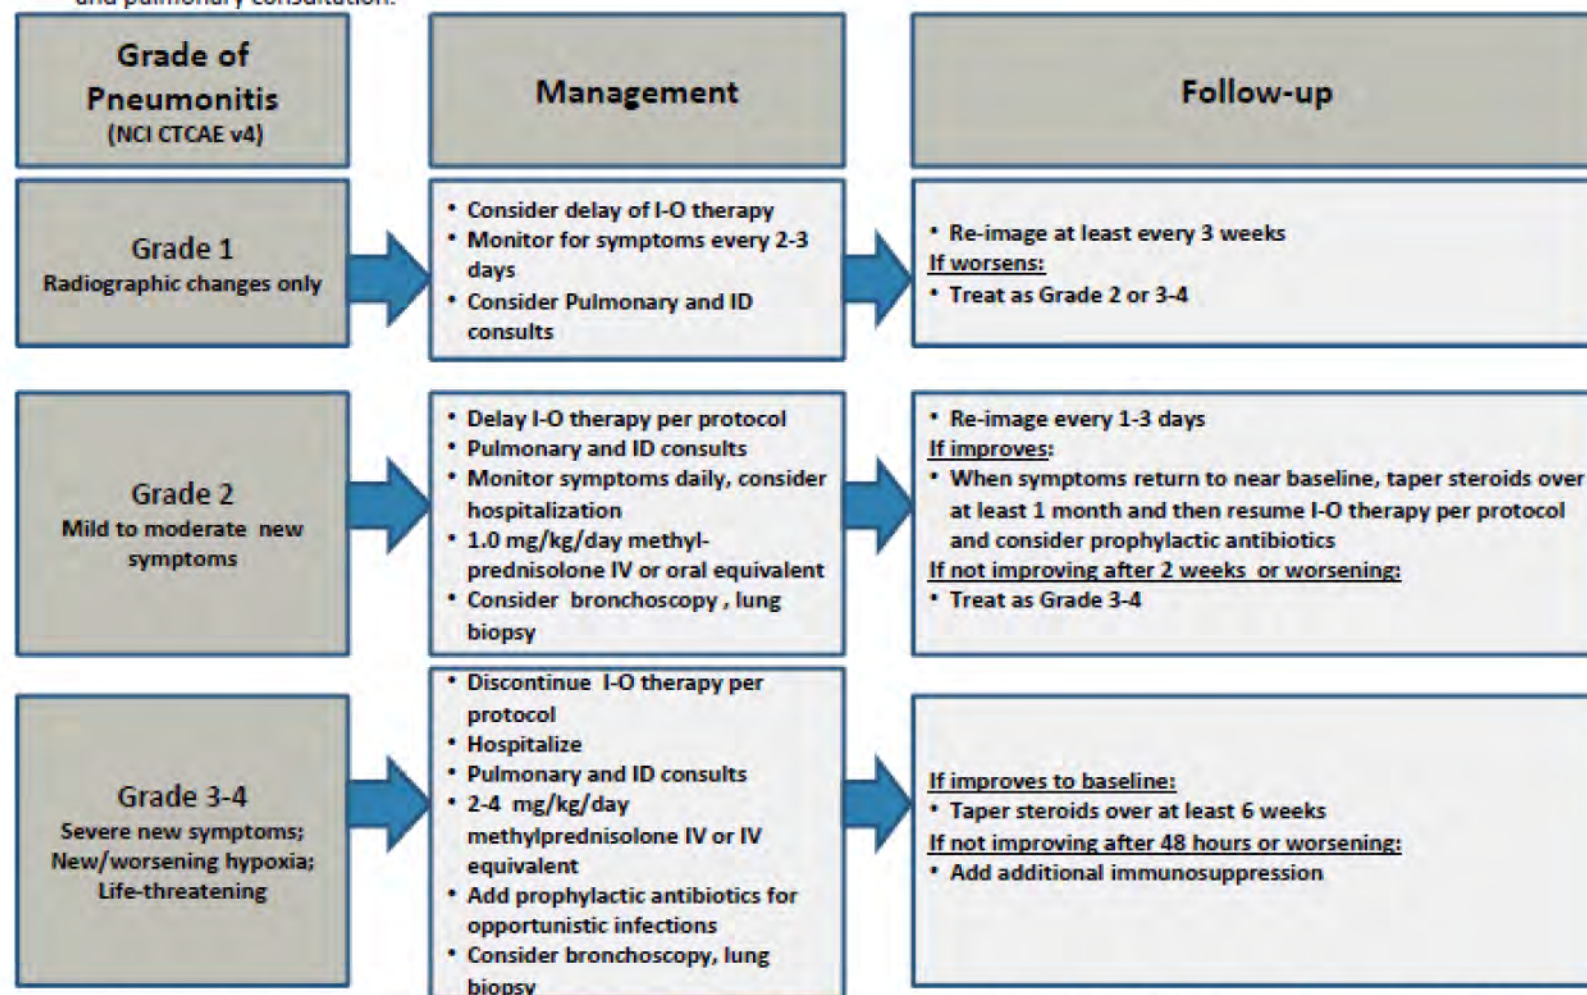 and pulmonary consultation.
Grade of
Pneumonitis
(NCI CTCAE v4)
Management
Follow-up
Grade 1
Radiographic changes only
• Consider delay of I-O therapy
• Monitor for symptoms every 2-3
days
• Consider Pulmonary and ID
consults
• Re-image at least every 3 weeks
If worsens:
• Treat as Grade 2 or 3-4
Grade 2
Mild to moderate new
symptoms
• Delay I-O therapy per protocol
• Pulmonary and ID consults
• Monitor symptoms daily, consider
hospitalization
• 1.0 mg/kg/day methyl-
prednisolone IV or oral equivalent
• Consider bronchoscopy , lung
biopsy
• Re-image every 1-3 days
If improves:
• When symptoms return to near baseline, taper steroids over
at least 1 month and then resume I-O therapy per protocol
and consider prophylactic antibiotics
If not improving after 2 weeks or worsening:
• Treat as Grade 3-4
Grade 3-4
Severe new symptoms;
New/worsening hypoxia;
Life-threatening
• Discontinue I-O therapy per
protocol
• Hospitalize
• Pulmonary and ID consults
• 2-4 mg/kg/day
methylprednisolone IV or IV
equivalent
• Add prophylactic antibiotics for
opportunistic infections
• Consider bronchoscopy, lung
biopsy
If improves to baseline:
• Taper steroids over at least 6 weeks
If not improving after 48 hours or worsening:
• Add additional immunosuppression